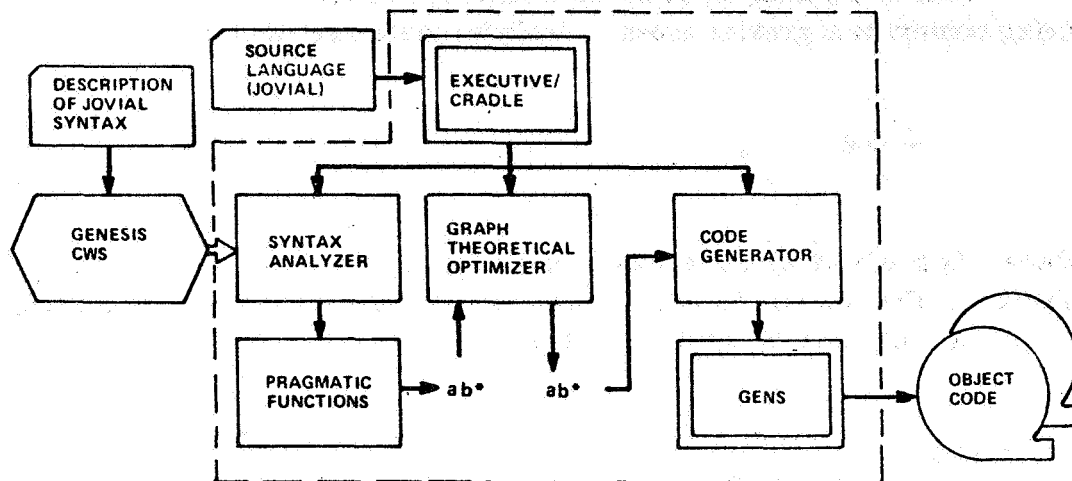 SOURCE
LANGUAGE
(JOVIAL)
EXECUTIVE/
CRADLE
DESCRIPTION
OF JOVIAL
SYNTAX
GENESIS
CWS
SYNTAX
ANALYZER
GRAPH
THEORETICAL
OPTIMIZER
CODE
GENERATOR
PRAGMATIC
FUNCTIONS
ab*
ab*
GENS
OBJECT
CODE